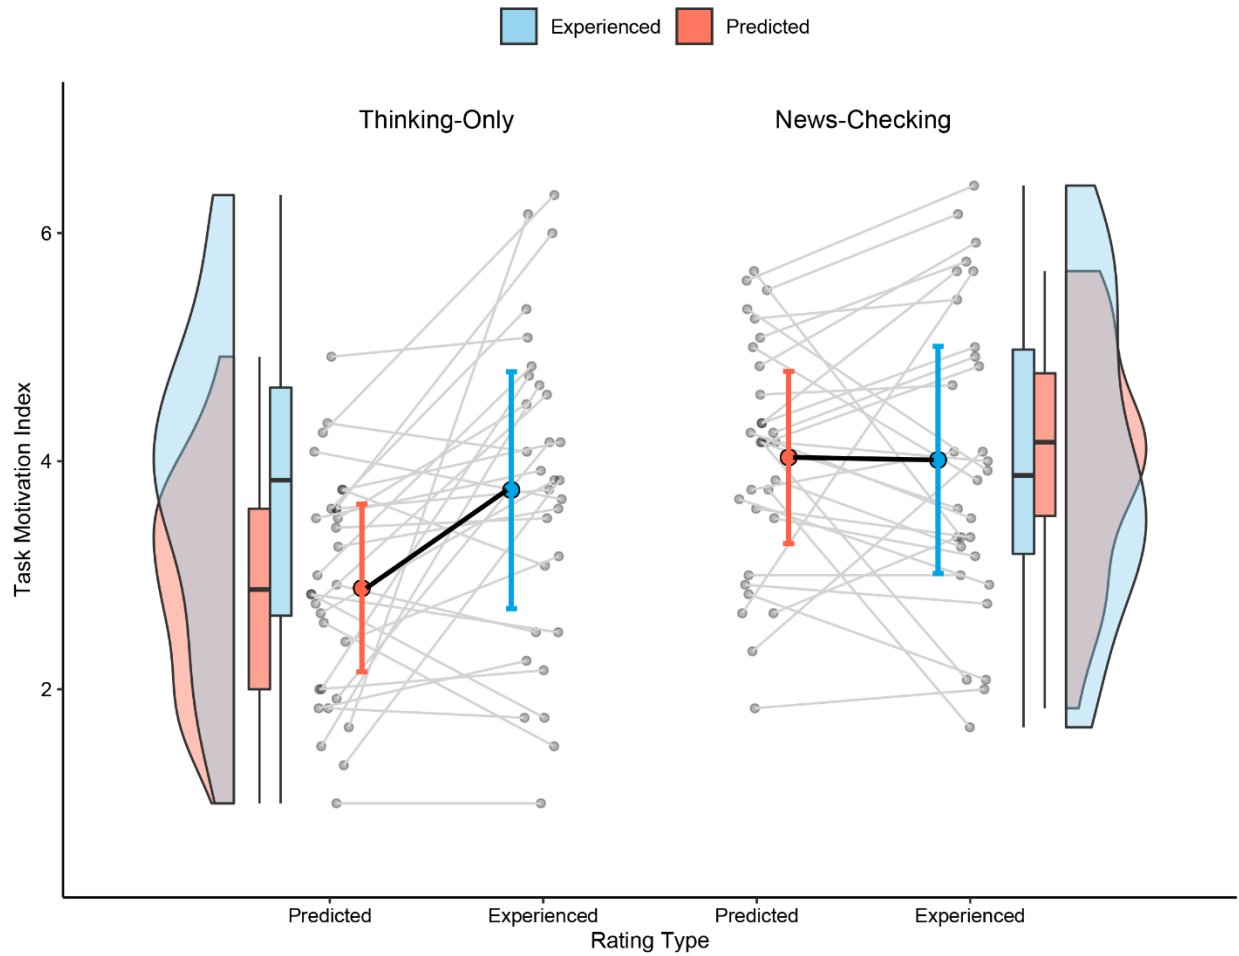 Experienced Predicted
Thinking-Only News-Checking
Task Motivation Index
6
4
2
Predicted Experienced Predicted Experienced
Rating Type